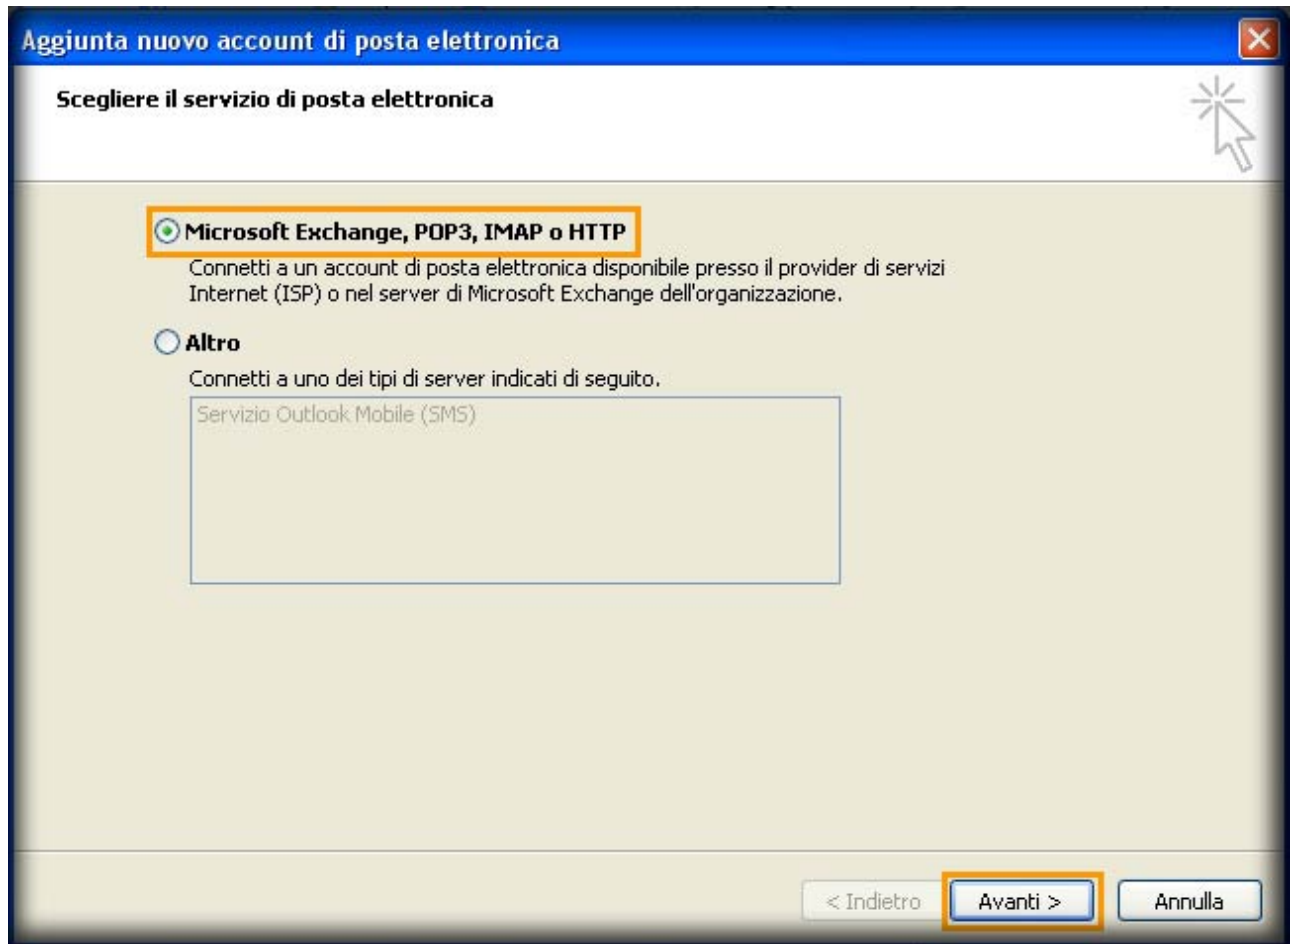 Aggiunta nuovo account di posta elettronica
Scegliere il servizio di posta elettronica
Microsoft Exchange, POP3, IMAP o HTTP
Connetti a un account di posta elettronica disponibile presso il provider di servizi
Internet (ISP) o nel server di Microsoft Exchange dell'organizzazione.
Altro
Connetti a uno dei tipi di server indicati di seguito.
Servizio Outlook Mobile (SMS)
< Indietro Avanti > Annulla